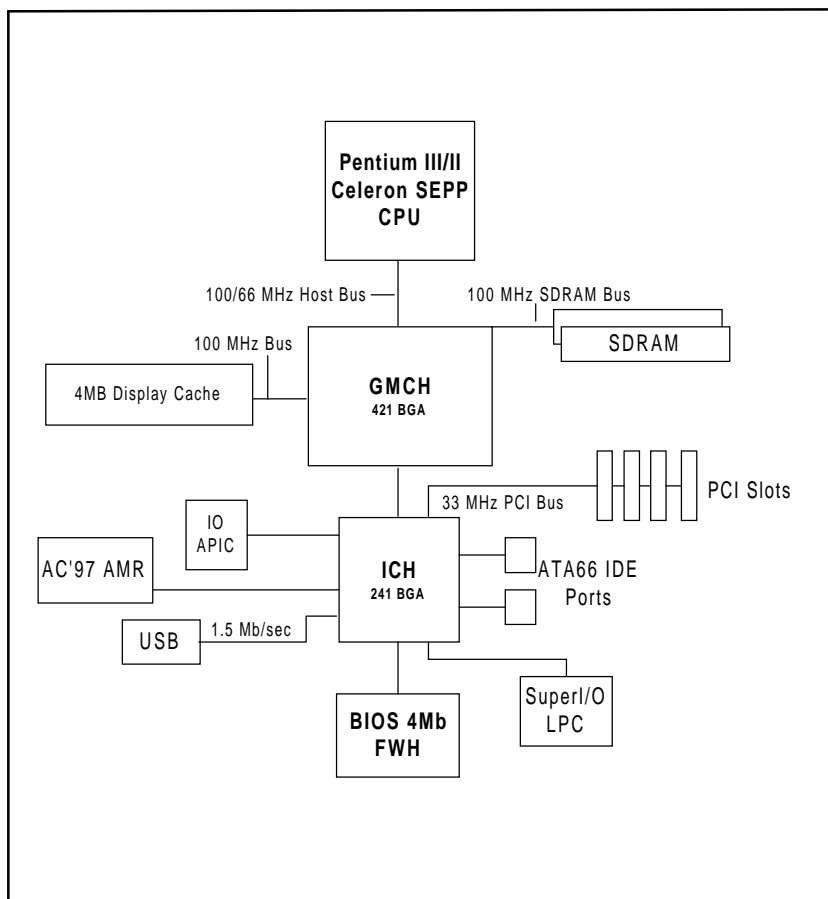 Pentium III/II
Celeron SEPP
CPU
100/66 MHz Host Bus
100 MHz SDRAM Bus
SDRAM
100 MHz Bus
4MB Display Cache
GMCH
421 BGA
33 MHz PCI Bus
PCI Slots
IO
APIC
AC'97 AMR
ICH
241 BGA
ATA66 IDE
Ports
USB
1.5 Mb/sec
BIOS 4Mb
FWH
SuperI/O
LPC